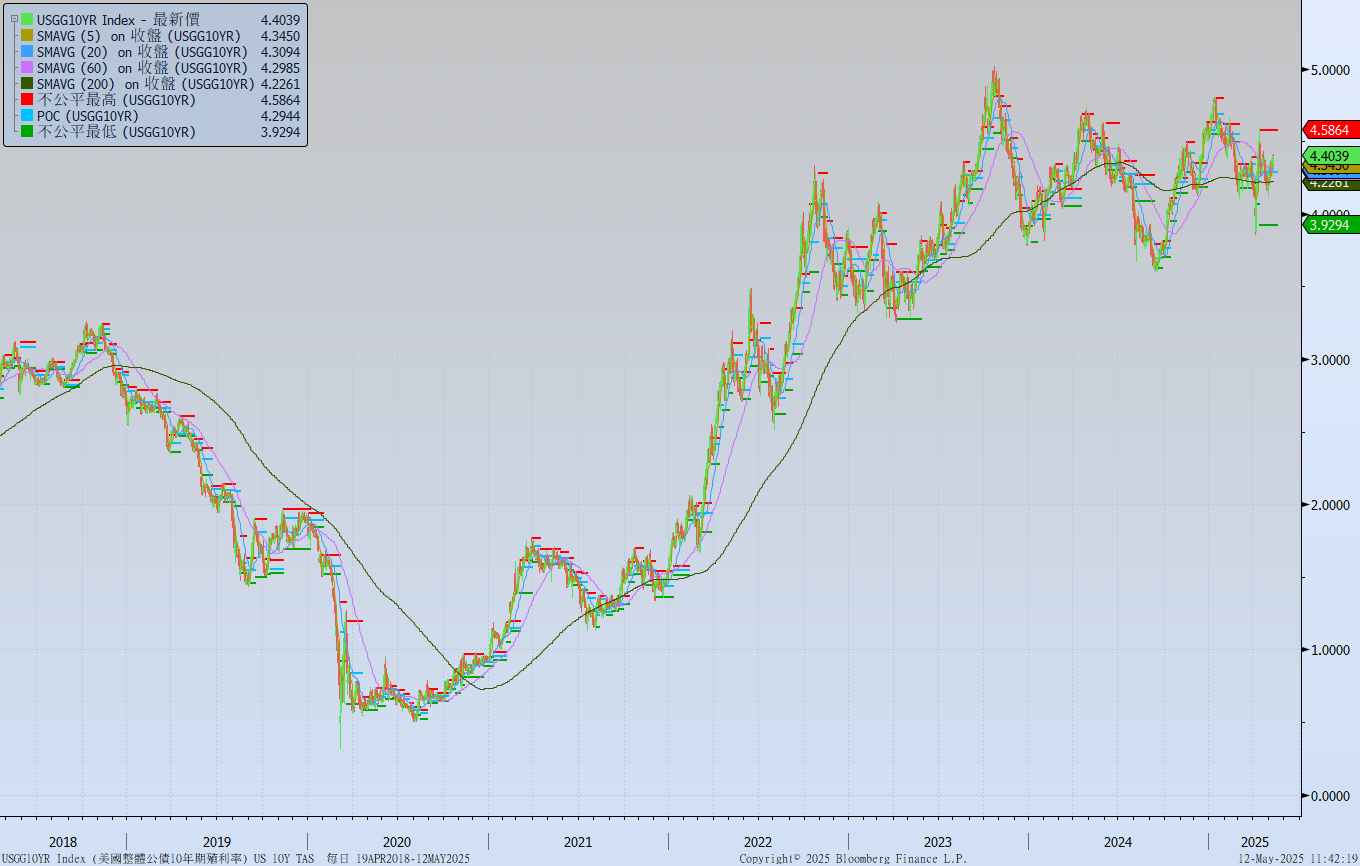 USGG10YR Index - 最新價 4.4039
SMAVG (5) on 收盤 (USGG10YR) 4.3450
SMAVG (20) on 收盤 (USGG10YR) 4.3094
SMAVG (60) on 收盤 (USGG10YR) 4.2985
SMAVG (200) on 收盤 (USGG10YR) 4.2261
不公平最高 (USGG10YR) 4.5864
POC (USGG10YR) 4.2944
不公平最低 (USGG10YR) 3.9294
5.0000
4.5864
4.4039
4.3450
4.2261
4.0000
3.9294
3.0000
2.0000
1.0000
0.0000
2018 2019 2020 2021 2022 2023 2024 2025
USGG10YR Index (美國整體公債10年期殖利率) US 10Y TAS 每日 19APR2018-12MAY2025 Copyright© 2025 Bloomberg Finance L.P. 12-May-2025 11:42:19